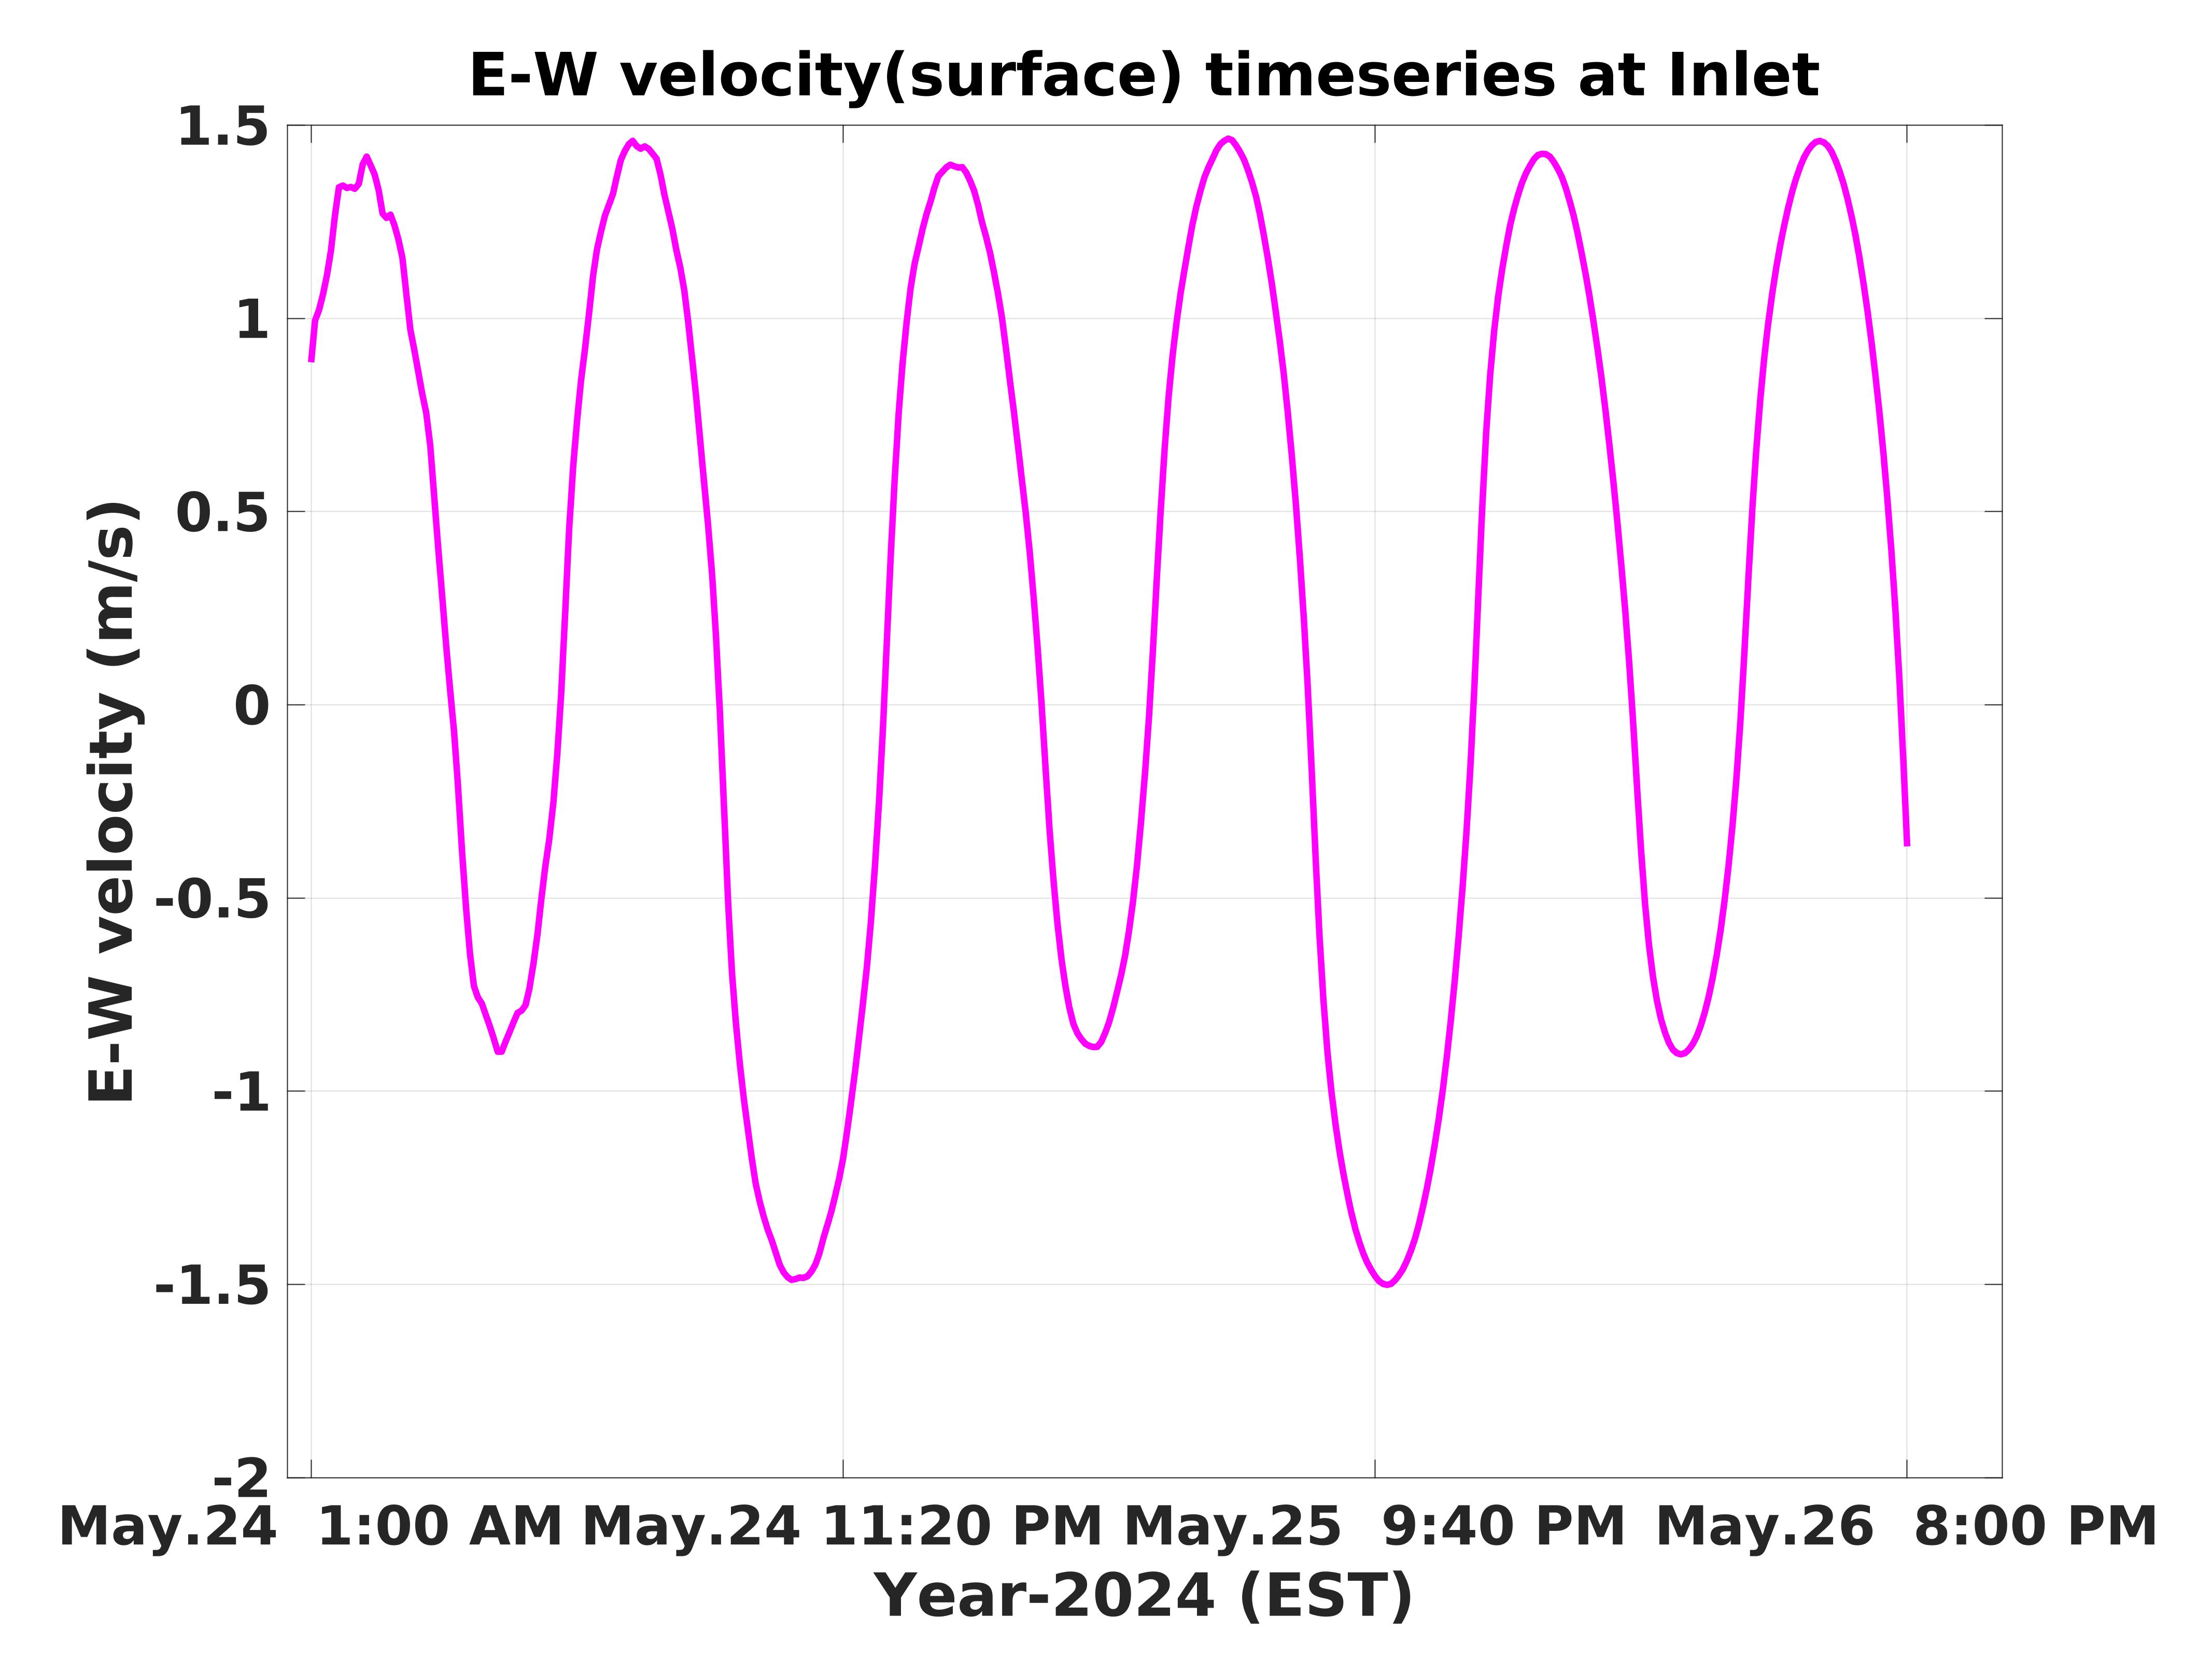 E-W velocity(surface) timeseries at Inlet
1.5
1
0.5
0
-0.5
-1
-1.5
-2
E-W velocity (m/s)
May.24 1:00 AM May.24 11:20 PM May.25 9:40 PM May.26 8:00 PM
Year-2024 (EST)